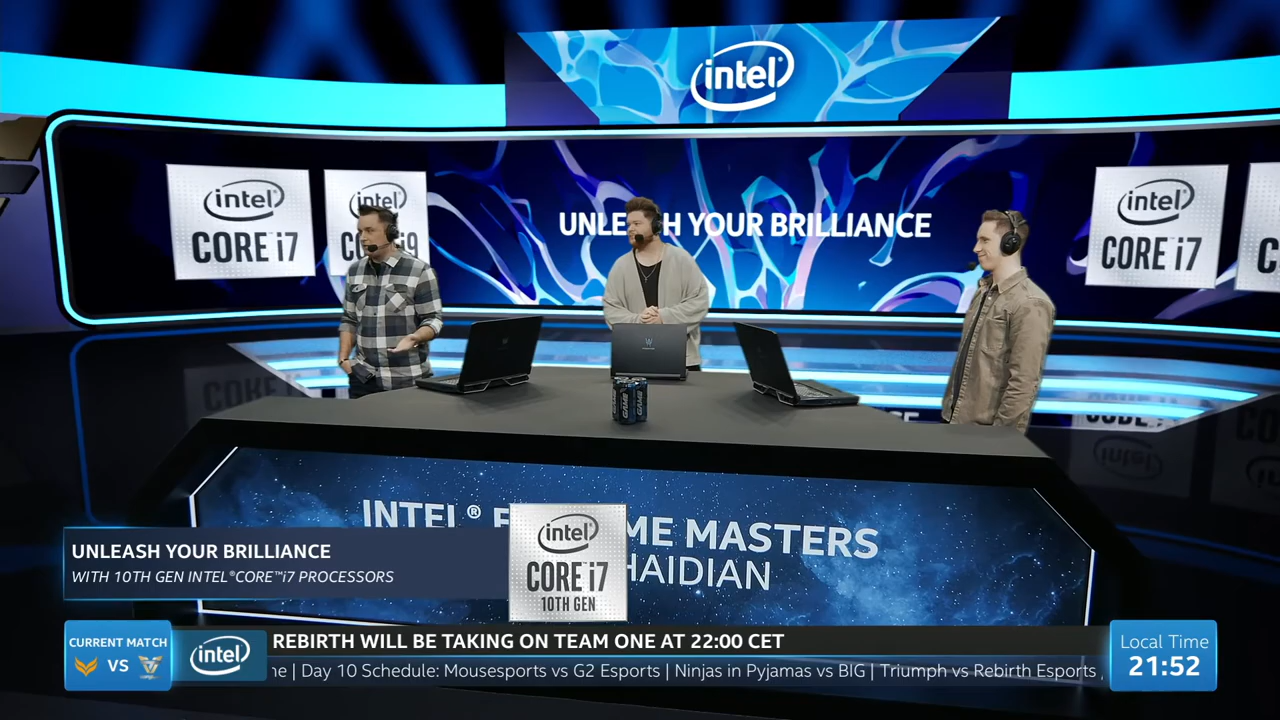 intel
UNLEASH YOUR BRILLIANCE
intel
CORE i7
intel
CORE i9
intel
CORE i7
GAME
INTEL® EXTREME MASTERS
HAIDIAN
UNLEASH YOUR BRILLIANCE
WITH 10TH GEN INTEL®CORE™i7 PROCESSORS
intel
CORE i7
10TH GEN
CURRENT MATCH
VS
intel
REBIRTH WILL BE TAKING ON TEAM ONE AT 22:00 CET
ne | Day 10 Schedule: Mousesports vs G2 Esports | Ninjas in Pyjamas vs BIG | Triumph vs Rebirth Esports
Local Time
21:52